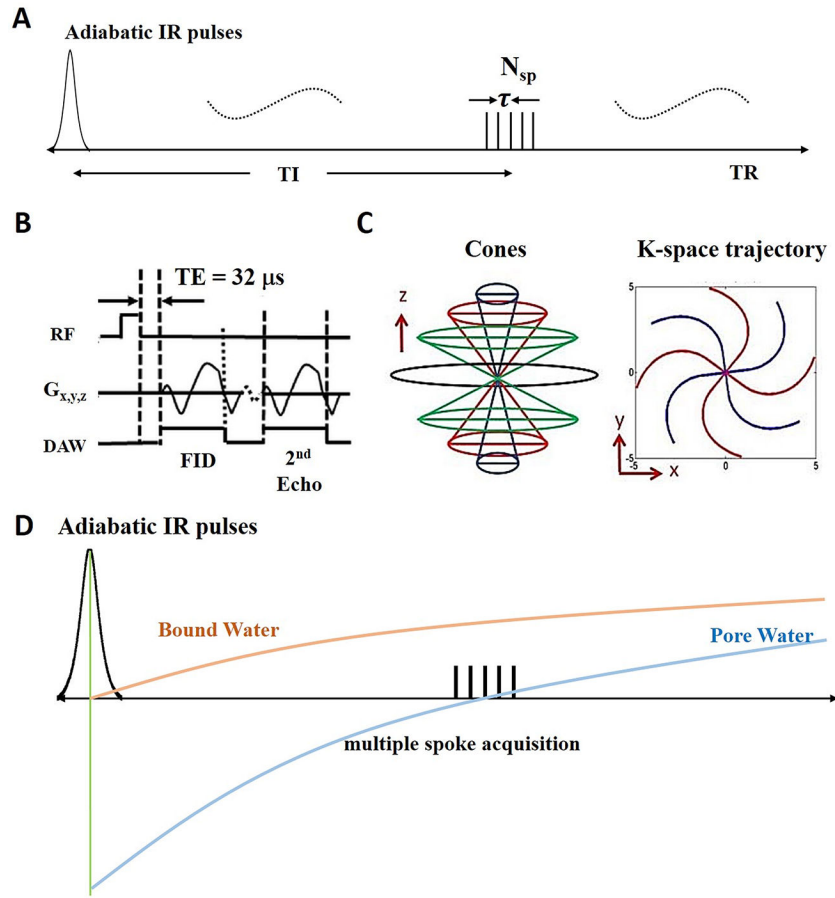 A
Adiabatic IR pulses
Nsp
τ
TI
TR
B
TE = 32 μs
RF
Gx,y,z
DAW
FID
2nd
Echo
C
Cones
z
K-space trajectory
5
0
-5
-5
0
5
y
x
D
Adiabatic IR pulses
Bound Water
Pore Water
multiple spoke acquisition